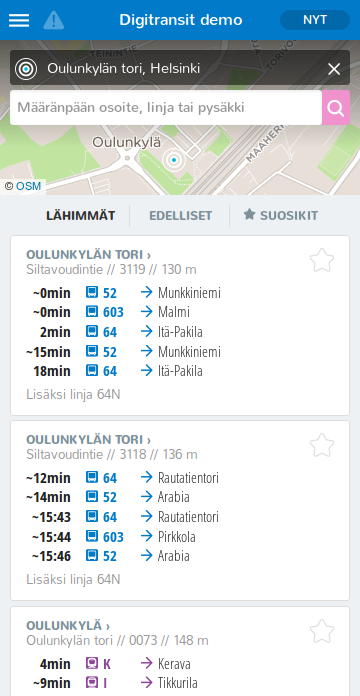 Digitransit demo
NYT
TEININTIE
TORIVO
Oulunkylän tori, Helsinki
Määränpään osoite, linja tai pysäkki
Oulunkylä
MAAHERR
© OSM
LÄHIMMÄT
EDELLISET
SUOSIKIT
OULUNKYLÄN TORI ›
Siltavoudintie // 3119 // 130 m
~0min 52 → Munkkiniemi
~0min 603 → Malmi
2min 64 → Itä-Pakila
~15min 52 → Munkkiniemi
18min 64 → Itä-Pakila
Lisäksi linja 64N
OULUNKYLÄN TORI ›
Siltavoudintie // 3118 // 136 m
~12min 64 → Rautatientori
~14min 52 → Arabia
~15:43 64 → Rautatientori
~15:44 603 → Pirkkola
~15:46 52 → Arabia
Lisäksi linja 64N
OULUNKYLÄ ›
Oulunkylän tori // 0073 // 148 m
4min K → Kerava
~9min I → Tikkurila